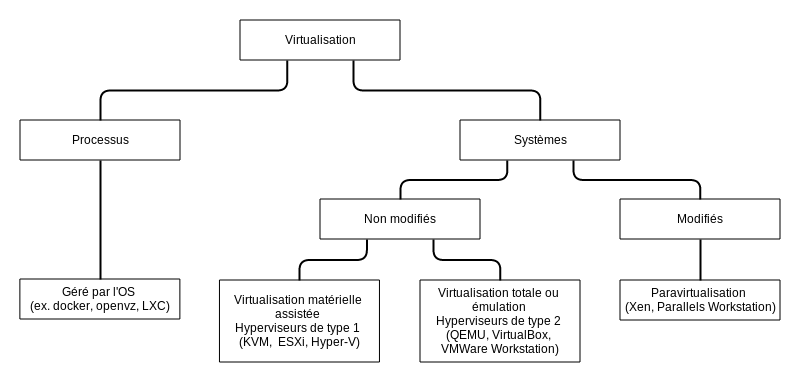 Virtualisation
Processus
Systèmes
Non modifiés
Modifiés
Géré par l'OS
(ex. docker, openvz, LXC)
Virtualisation matérielle
assistée
Hyperviseurs de type 1
(KVM, ESXi, Hyper-V)
Virtualisation totale ou
émulation
Hyperviseurs de type 2
(QEMU, VirtualBox,
VMWare Workstation)
Paravirtualisation
(Xen, Parallels Workstation)